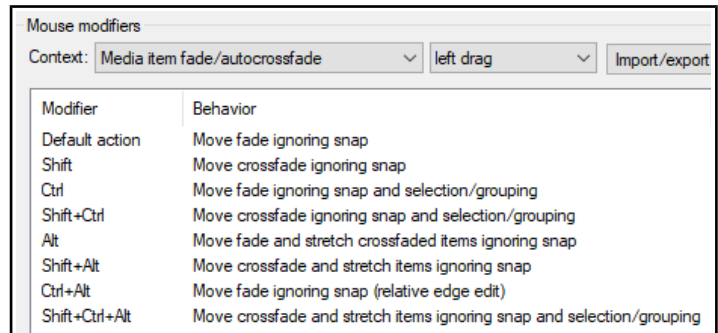 Mouse modifiers
Context: Media item fade/autocrossfade left drag Import/export
Modifier Behavior
Default action Move fade ignoring snap
Shift Move crossfade ignoring snap
Ctrl Move fade ignoring snap and selection/grouping
Shift+Ctrl Move crossfade ignoring snap and selection/grouping
Alt Move fade and stretch crossfaded items ignoring snap
Shift+Alt Move crossfade and stretch items ignoring snap
Ctrl+Alt Move fade ignoring snap (relative edge edit)
Shift+Ctrl+Alt Move crossfade and stretch items ignoring snap and selection/grouping